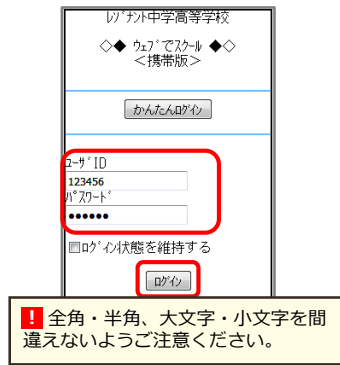 ﾚｿﾞﾅﾝﾄ中学高等学校
◇◆ ｳｪﾌﾞでｽｸｰﾙ ◆◇
＜携帯版＞
かんたんﾛｸﾞｲﾝ
ﾕｰｻﾞID
123456
ﾊﾟｽﾜｰﾄﾞ
●●●●●●
ﾛｸﾞｲﾝ状態を維持する
ﾛｸﾞｲﾝ
! 全角・半角、大文字・小文字を間
違えないようご注意ください。